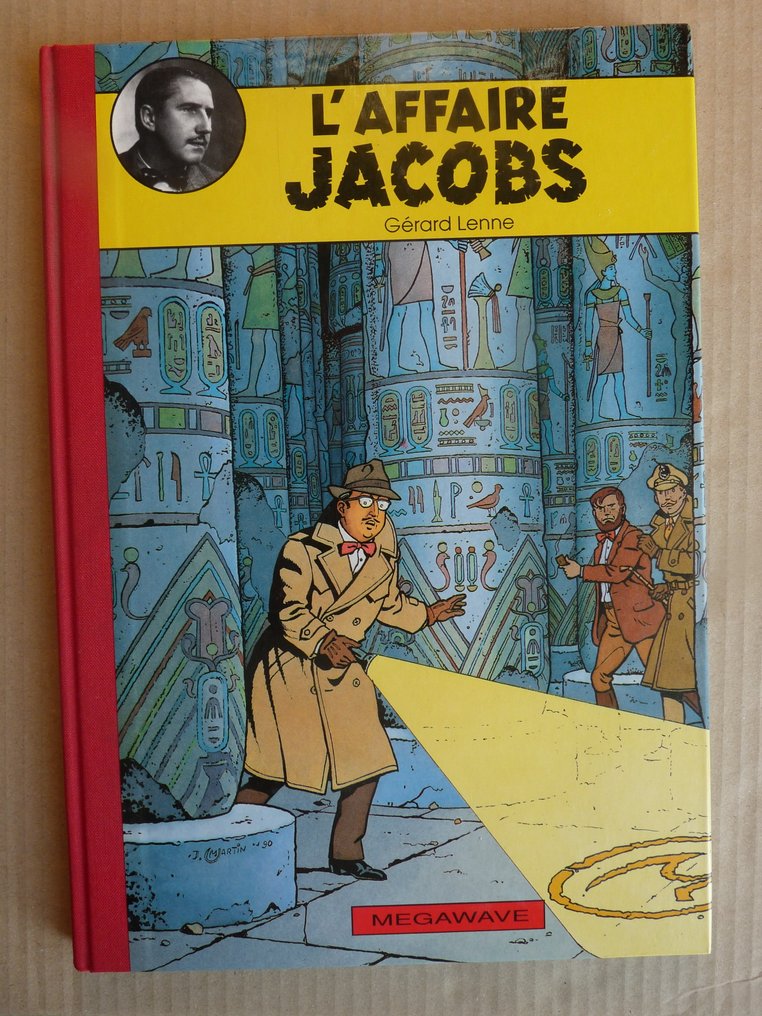 L'AFFAIRE
JACOBS
Gérard Lenne
J. MARTIN '90
MEGAWAVE